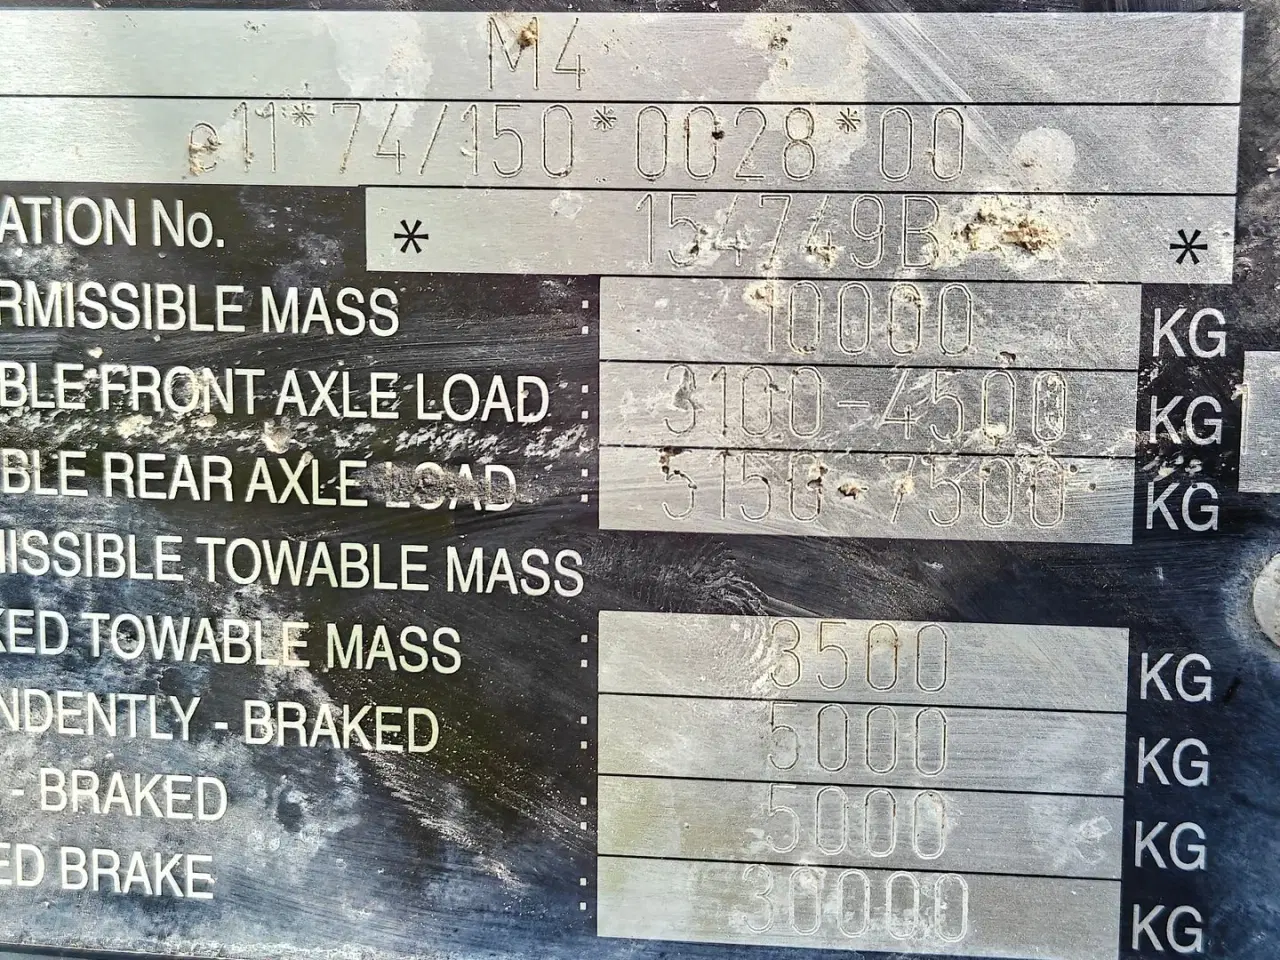 M4
e11*74/150*0028*00
ATION No. * 154749B *
RMISSIBLE MASS : 10000 KG
BLE FRONT AXLE LOAD : 3100-4500 KG
BLE REAR AXLE LOAD : 5150-7500 KG
IISSIBLE TOWABLE MASS
KED TOWABLE MASS : 3500 KG
NDENTLY - BRAKED : 5000 KG
- BRAKED : 5000 KG
ED BRAKE : 30000 KG